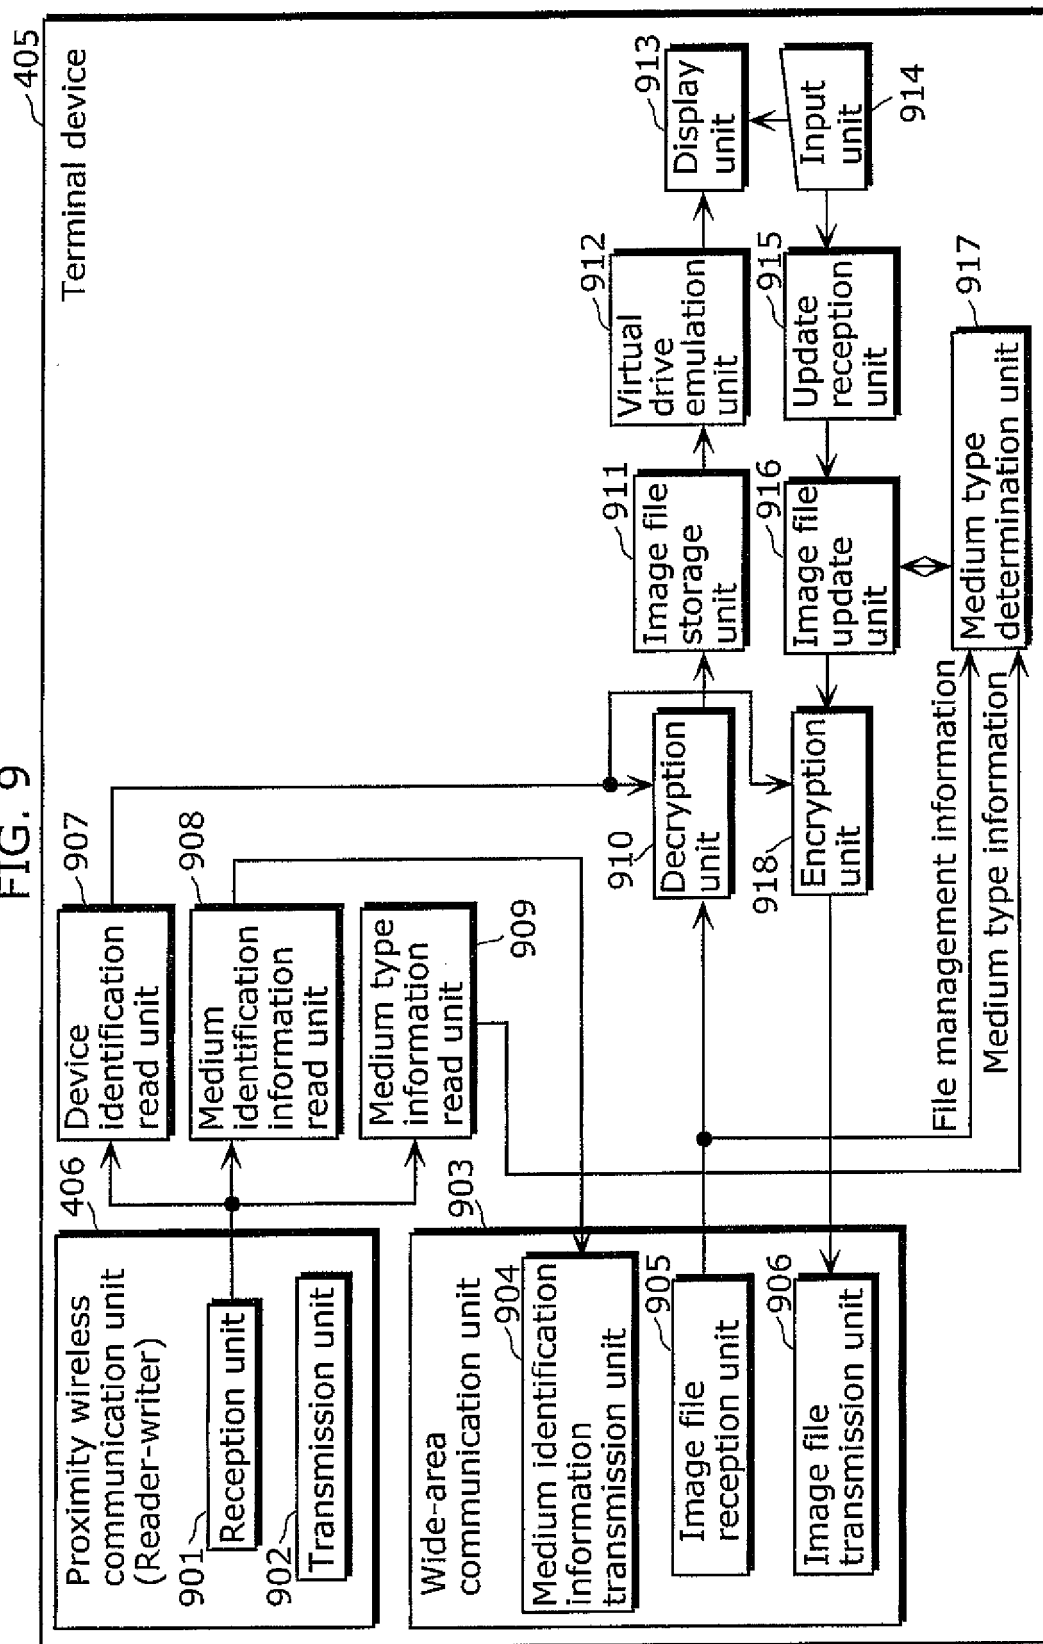 FIG. 9
405
Terminal device
406
Proximity wireless
communication unit
(Reader-writer)
901
Reception unit
902
Transmission unit
907
Device
identification
read unit
908
Medium
identification
information
read unit
909
Medium type
information
read unit
903
Wide-area
communication unit
904
Medium identification
information
transmission unit
905
Image file
reception unit
906
Image file
transmission unit
910
Decryption
unit
918
Encryption
unit
911
Image file
storage
unit
912
Virtual
drive
emulation
unit
913
Display
unit
914
Input
unit
915
Update
reception
unit
916
Image file
update
unit
917
Medium type
determination unit
File management information
Medium type information